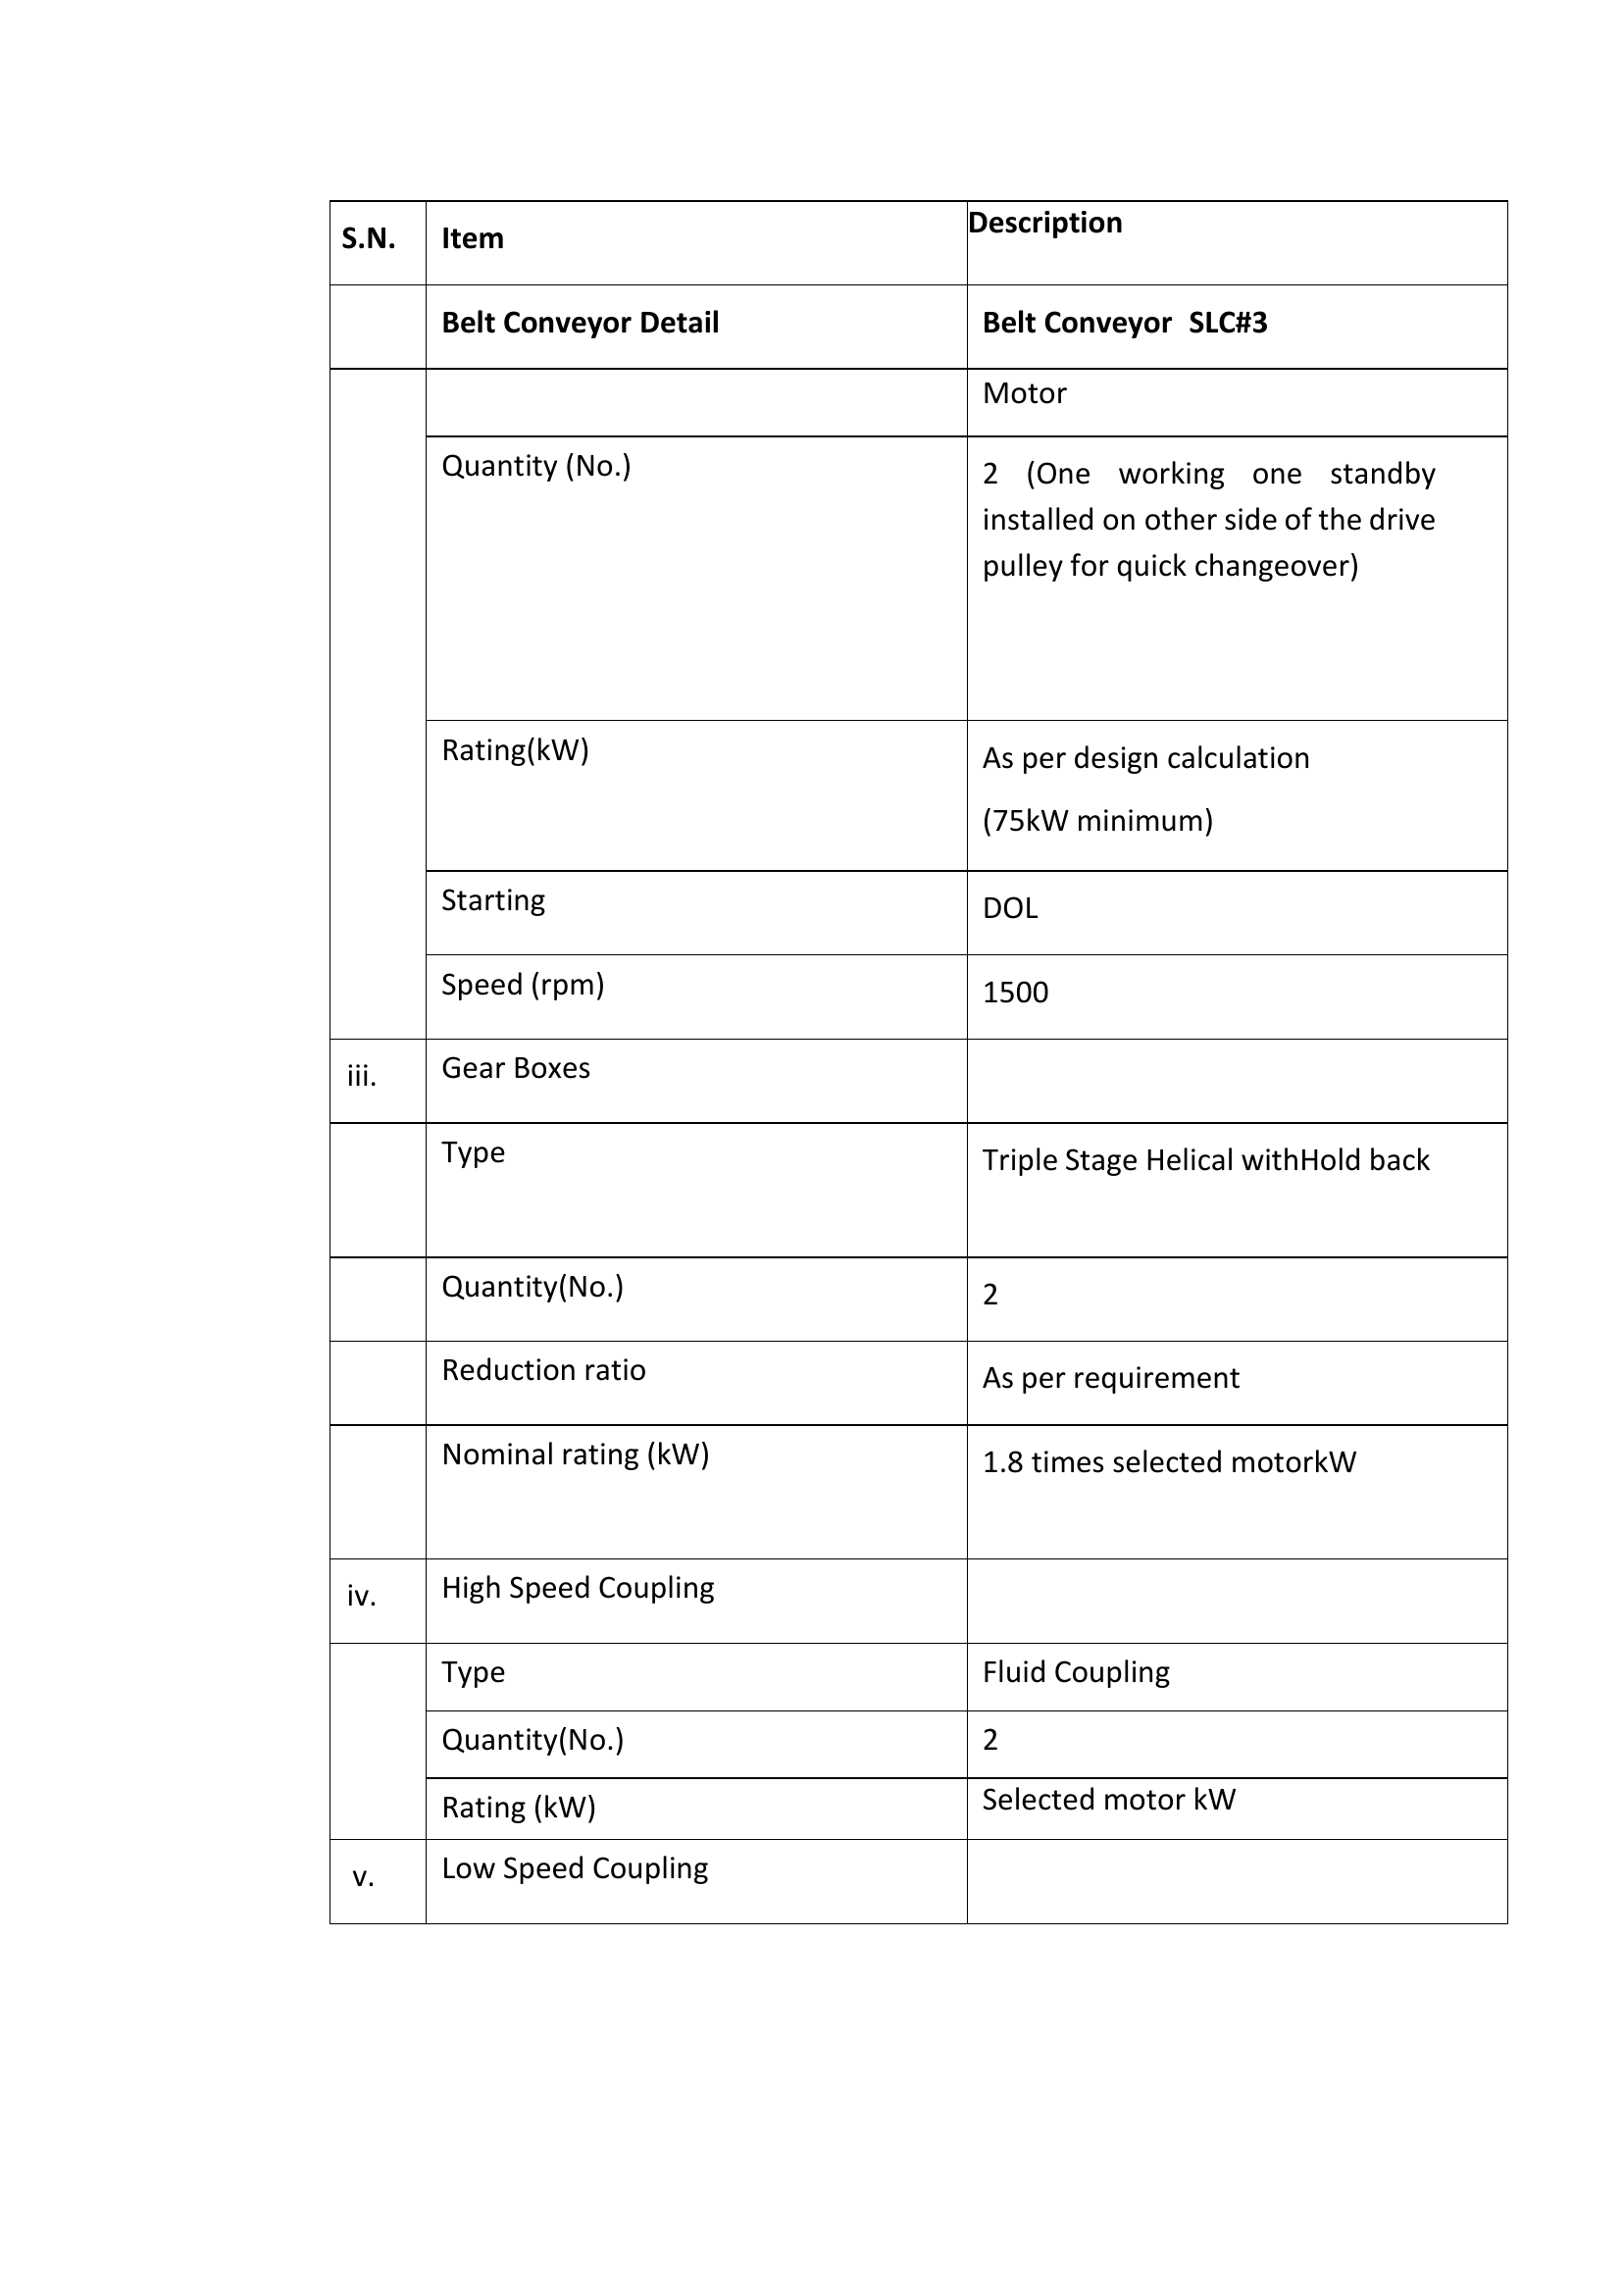 S.N. Item Description
Belt Conveyor Detail Belt Conveyor SLC#3
Motor
Quantity (No.) 2 (One working one standby
installed on other side of the drive
pulley for quick changeover)
Rating(kW) As per design calculation
(75kW minimum)
Starting DOL
Speed (rpm) 1500
iii. Gear Boxes
Type Triple Stage Helical withHold back
Quantity(No.) 2
Reduction ratio As per requirement
Nominal rating (kW) 1.8 times selected motorkW
iv. High Speed Coupling
Type Fluid Coupling
Quantity(No.) 2
Rating (kW) Selected motor kW
v. Low Speed Coupling